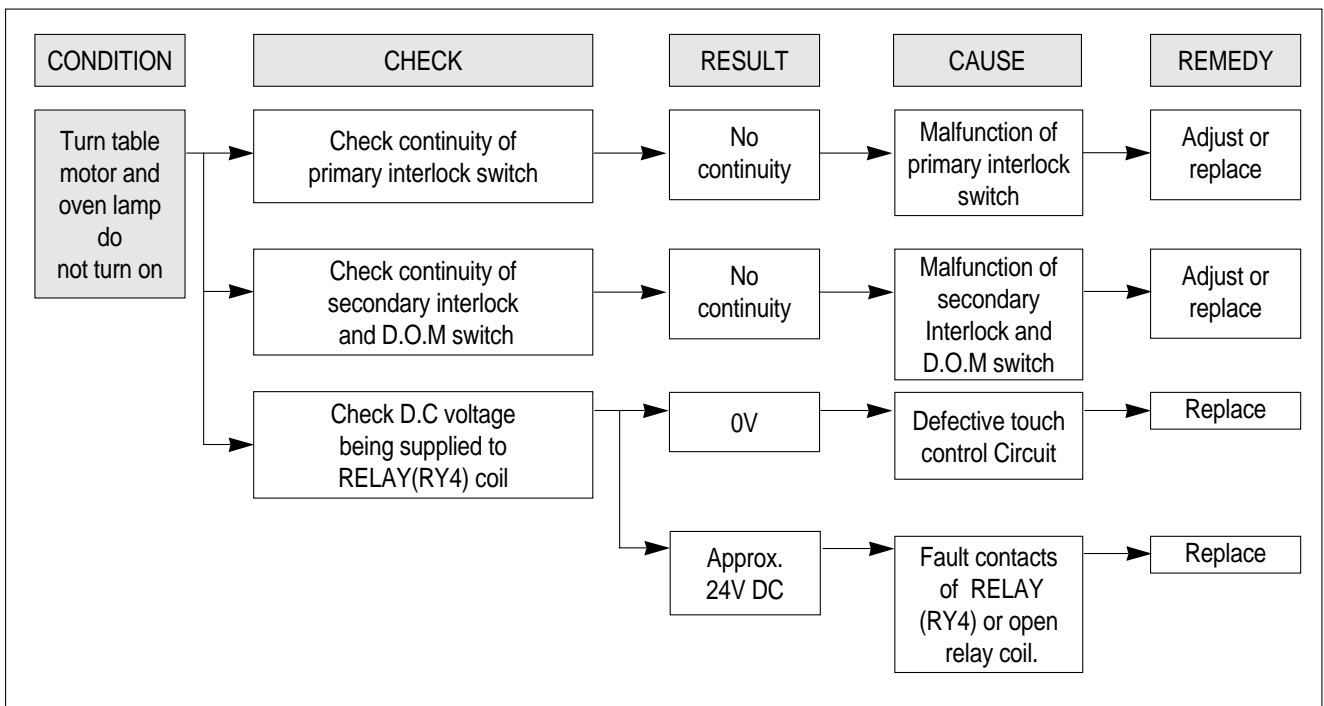 CONDITION
CHECK
RESULT
CAUSE
REMEDY
Turn table
motor and
oven lamp
do
not turn on
Check continuity of
primary interlock switch
No
continuity
Malfunction of
primary interlock
switch
Adjust or
replace
Check continuity of
secondary interlock
and D.O.M switch
No
continuity
Malfunction of
secondary
Interlock and
D.O.M switch
Adjust or
replace
Check D.C voltage
being supplied to
RELAY(RY4) coil
0V
Defective touch
control Circuit
Replace
Approx.
24V DC
Fault contacts
of RELAY
(RY4) or open
relay coil.
Replace